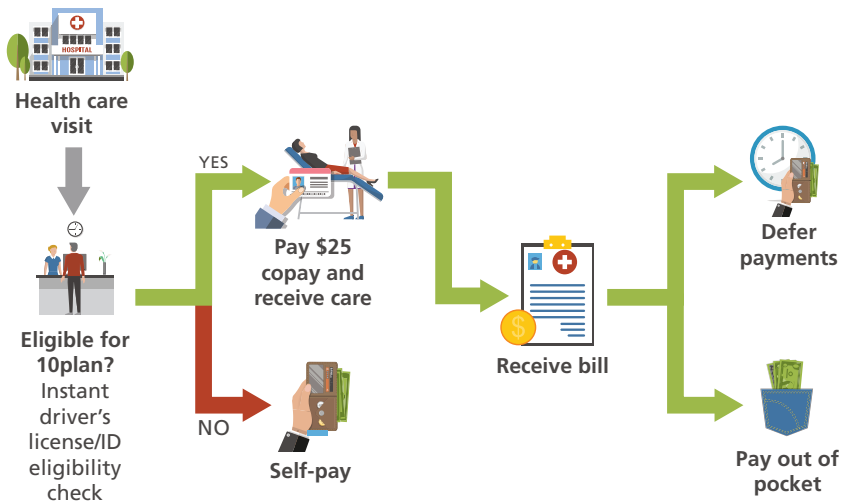 HOSPITAL
Health care
visit
Eligible for
10plan?
Instant
driver's
license/ID
eligibility
check
YES
Pay $25
copay and
receive care
NO
Self-pay
$
Receive bill
Defer
payments
Pay out of
pocket